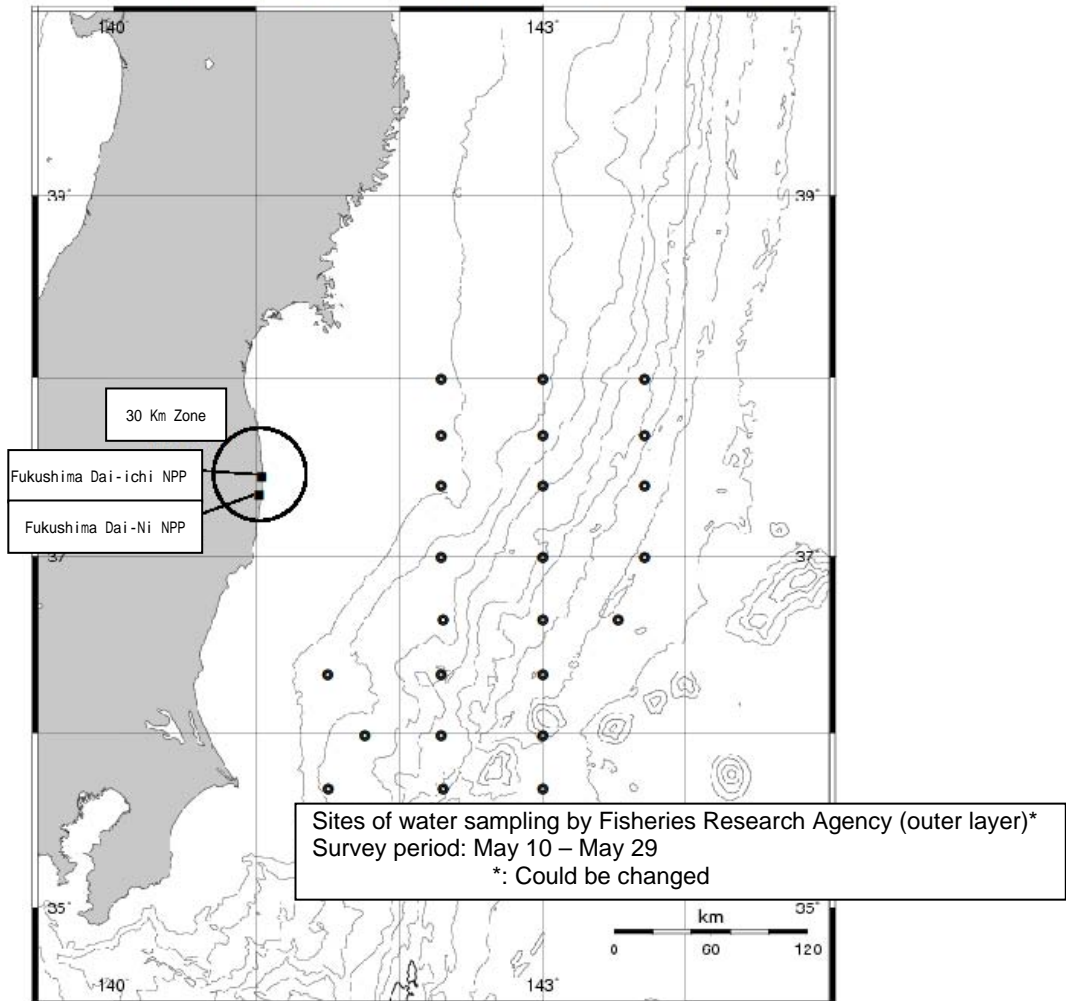 140° 143°
39° 39°
30 Km Zone
Fukushima Dai-ichi NPP
Fukushima Dai-Ni NPP
37° 37°
Sites of water sampling by Fisheries Research Agency (outer layer)*
Survey period: May 10 – May 29
*: Could be changed
35° 35°
km
0 60 120
140° 143°